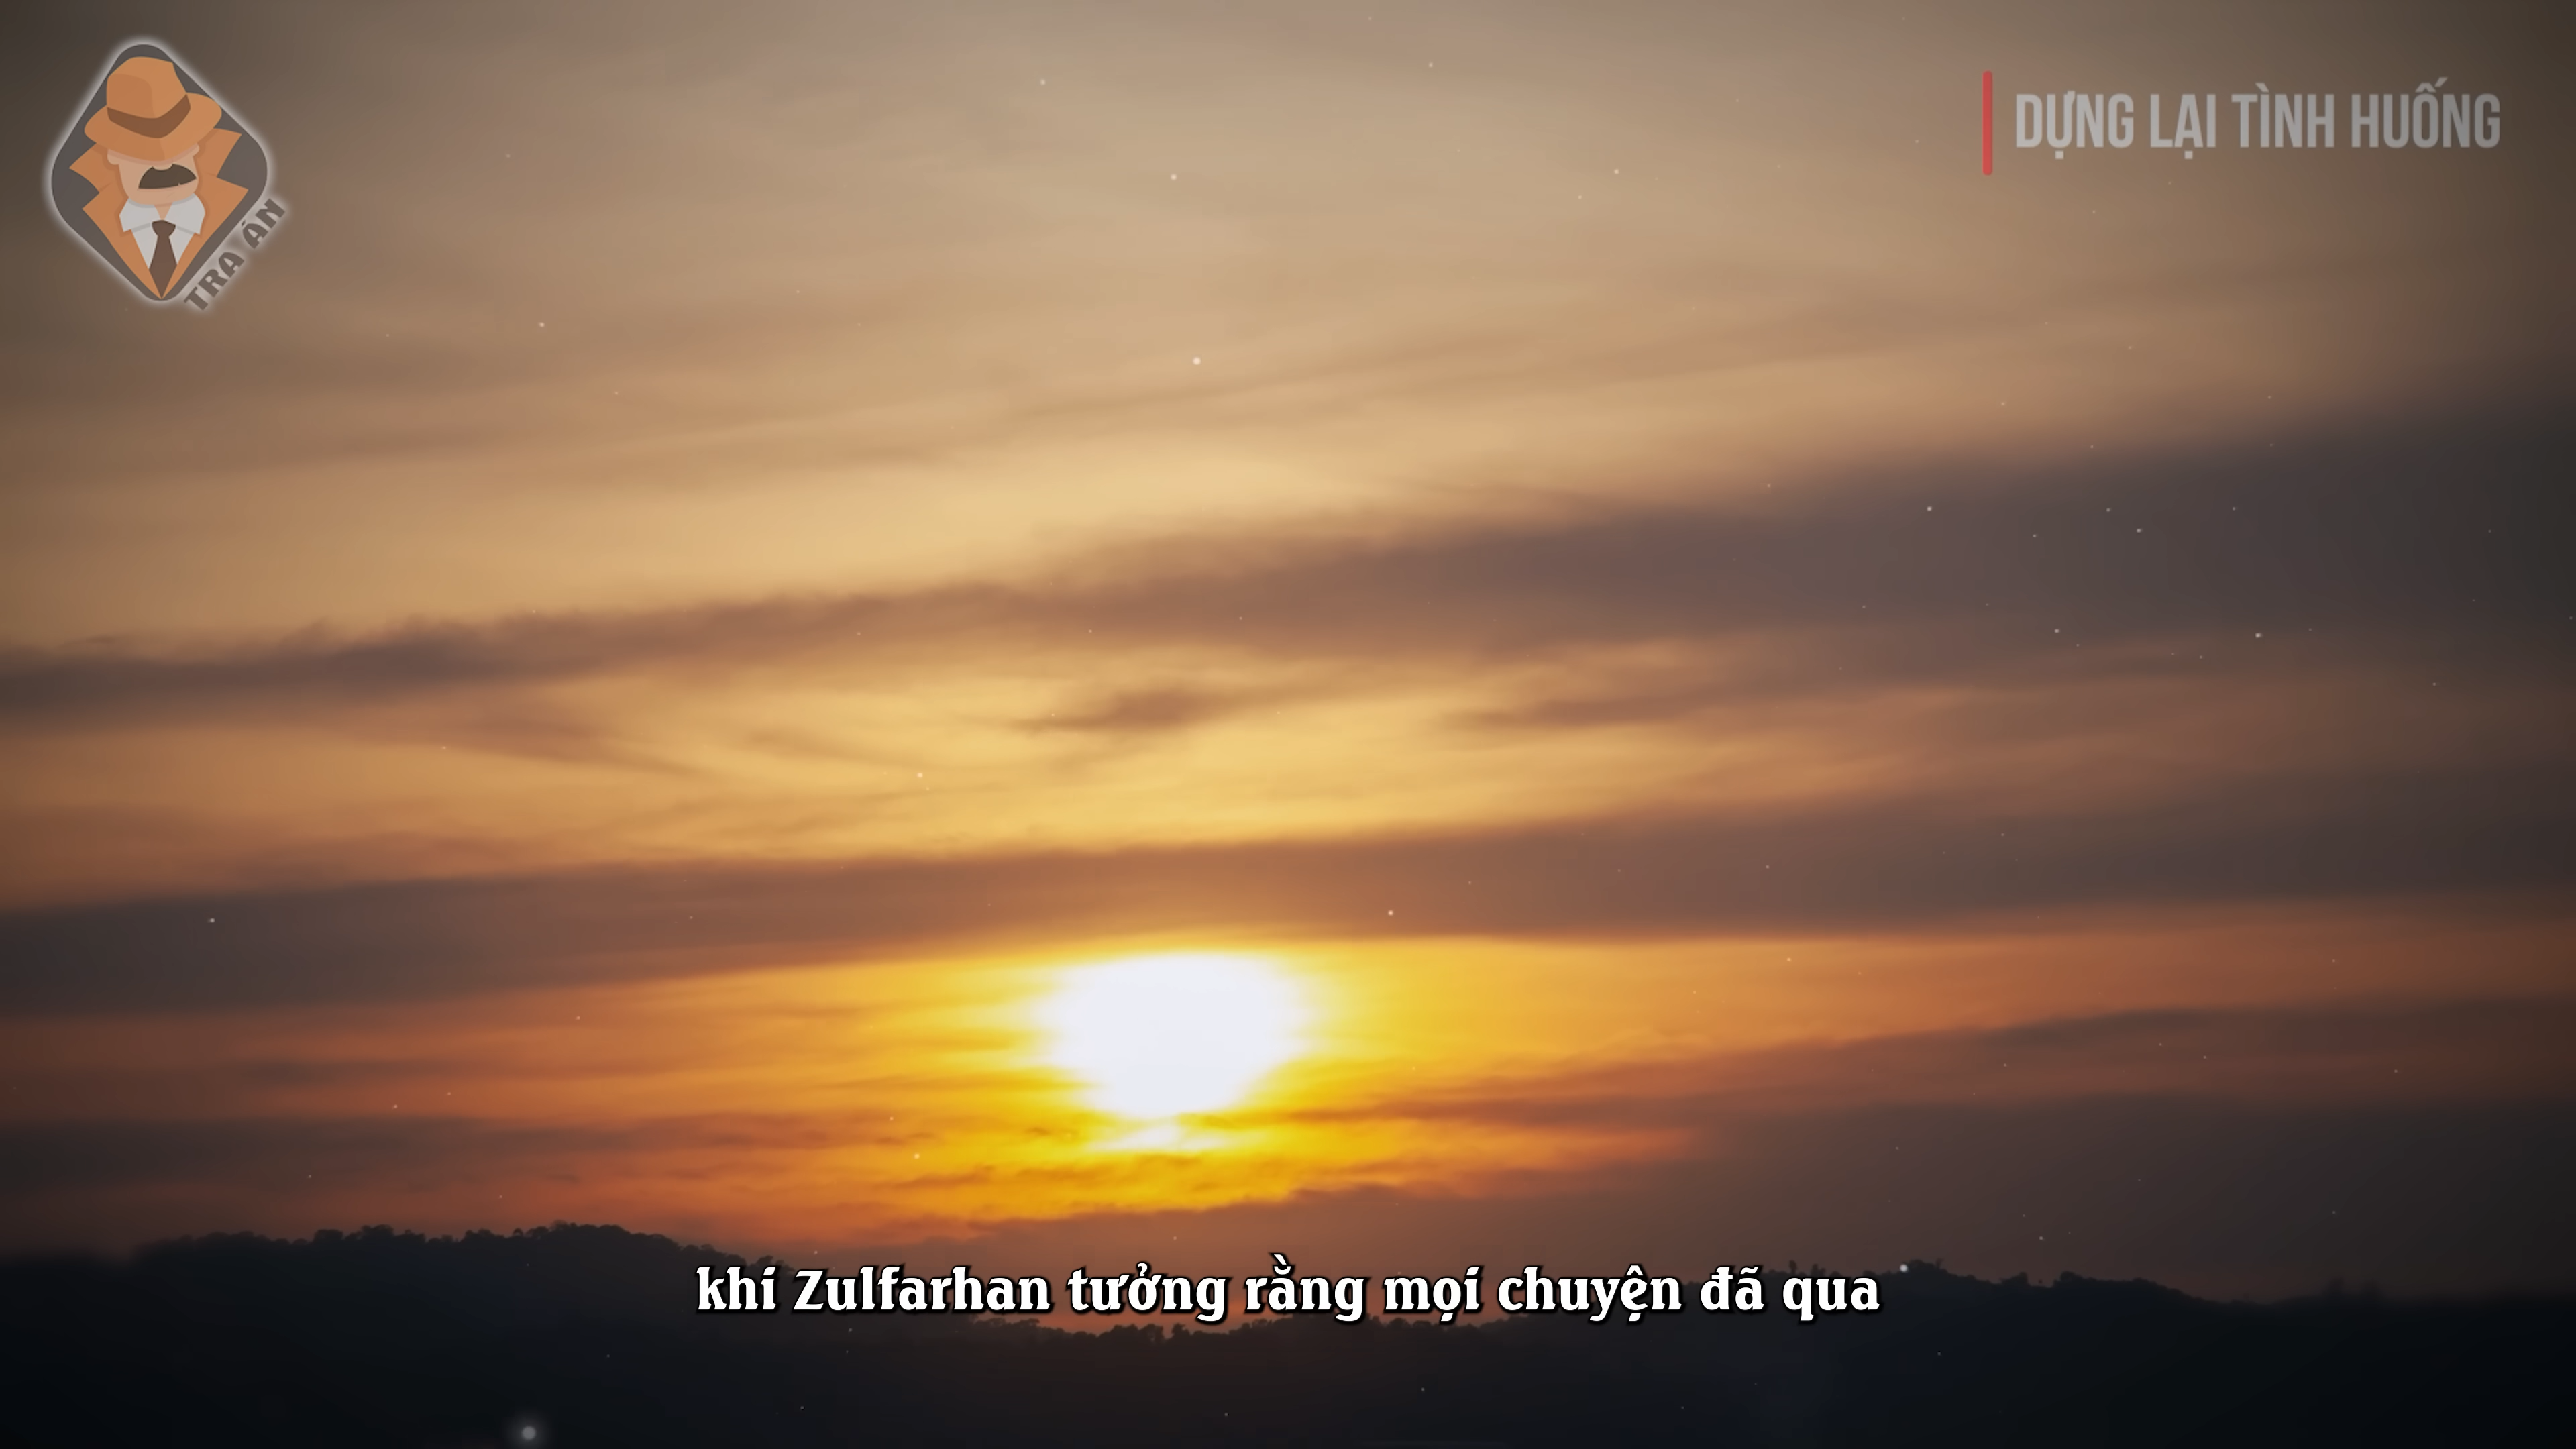 TRA ÁN
DỰNG LẠI TÌNH HUỐNG
khi Zulfarhan tưởng rằng mọi chuyện đã qua